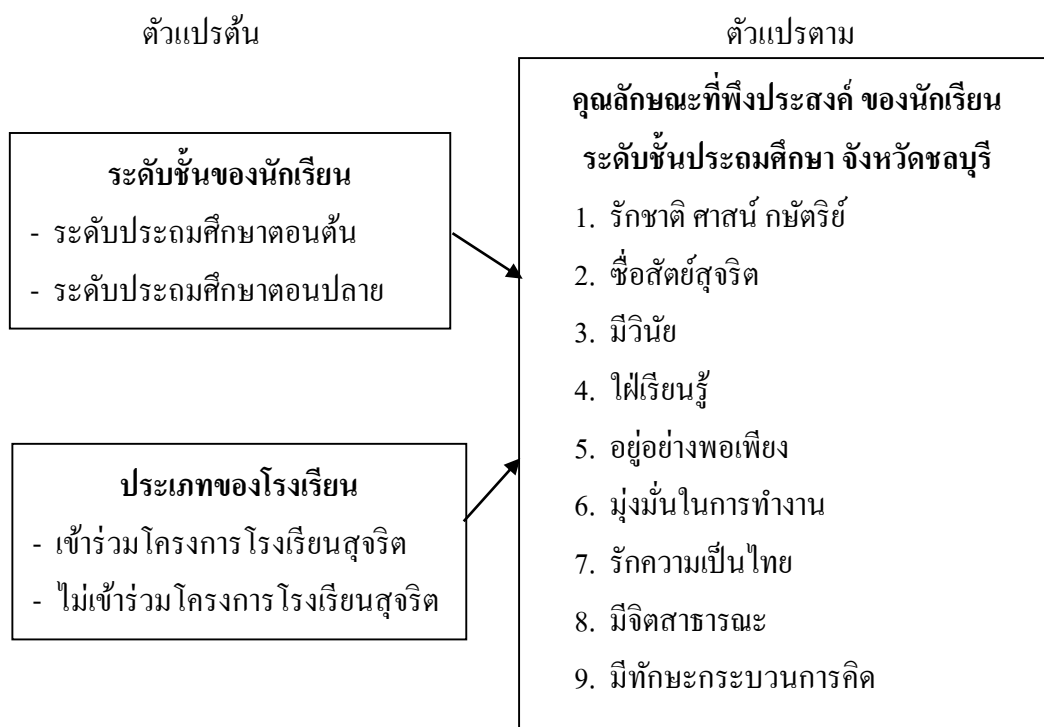 ตัวแปรต้น
ตัวแปรตาม
ระดับชั้นของนักเรียน
- ระดับประถมศึกษาตอนต้น
- ระดับประถมศึกษาตอนปลาย
ประเภทของโรงเรียน
- เข้าร่วมโครงการโรงเรียนสุจริต
- ไม่เข้าร่วมโครงการโรงเรียนสุจริต
คุณลักษณะที่พึงประสงค์ ของนักเรียน
ระดับชั้นประถมศึกษา จังหวัดชลบุรี
1. รักชาติ ศาสน์ กษัตริย์
2. ซื่อสัตย์สุจริต
3. มีวินัย
4. ใฝ่เรียนรู้
5. อยู่อย่างพอเพียง
6. มุ่งมั่นในการทำงาน
7. รักความเป็นไทย
8. มีจิตสาธารณะ
9. มีทักษะกระบวนการคิด